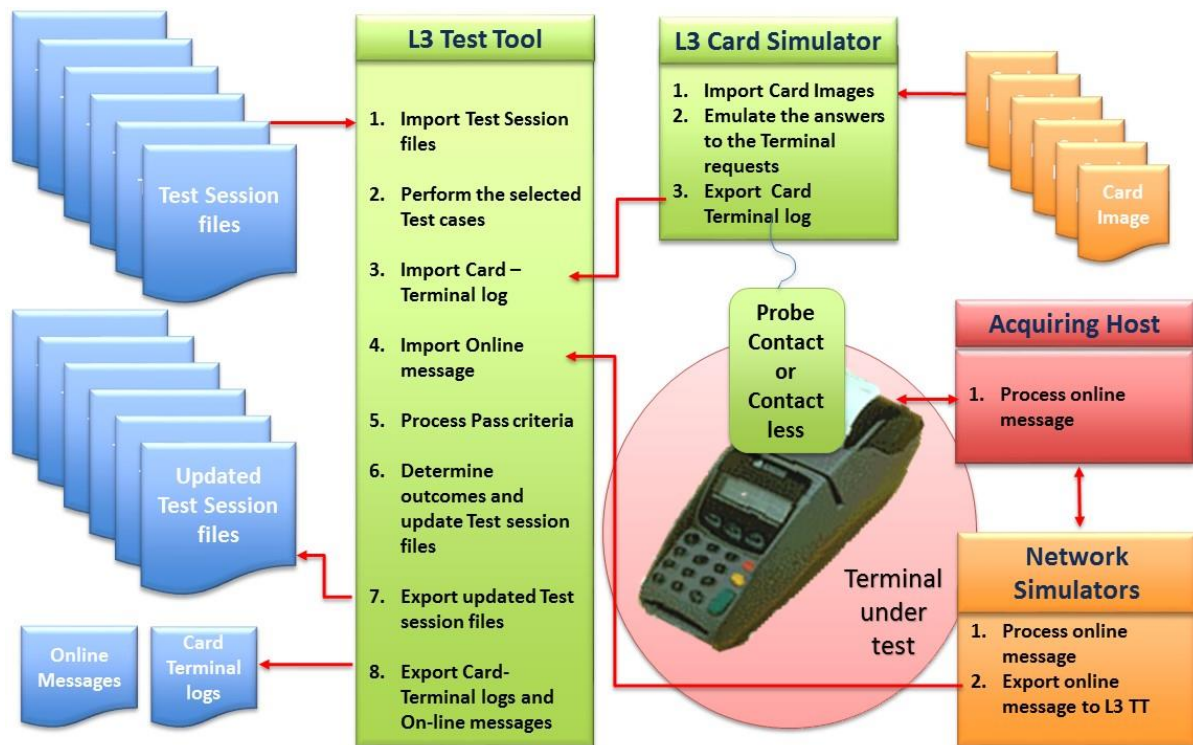 Test Session
files
Updated
Test Session
files
Online
Messages
Card
Terminal
logs
L3 Test Tool
1. Import Test Session
files
2. Perform the selected
Test cases
3. Import Card –
Terminal log
4. Import Online
message
5. Process Pass criteria
6. Determine
outcomes and
update Test session
files
7. Export updated Test
session files
8. Export Card-
Terminal logs and
On-line messages
L3 Card Simulator
1. Import Card Images
2. Emulate the answers
to the Terminal
requests
3. Export Card
Terminal log
Card
Image
Probe
Contact
or
Contact
less
Terminal
under
test
Acquiring Host
1. Process online
message
Network
Simulators
1. Process online
message
2. Export online
message to L3 TT